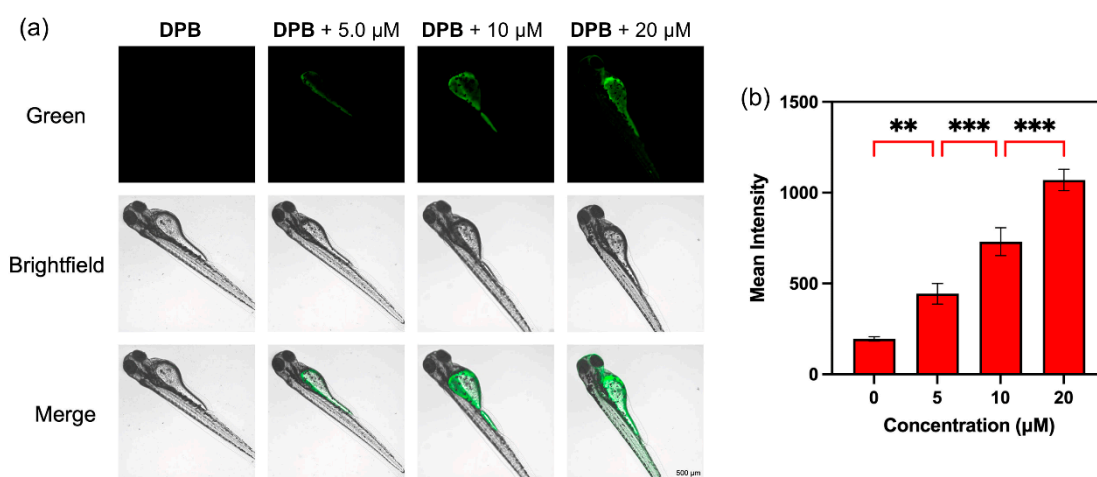 (a)
DPB
DPB + 5.0 µM
DPB + 10 µM
DPB + 20 µM
Green
Brightfield
Merge
500 µm
(b)
1500
1000
500
0
Mean Intensity
**
***
***
0
5
10
20
Concentration (µM)